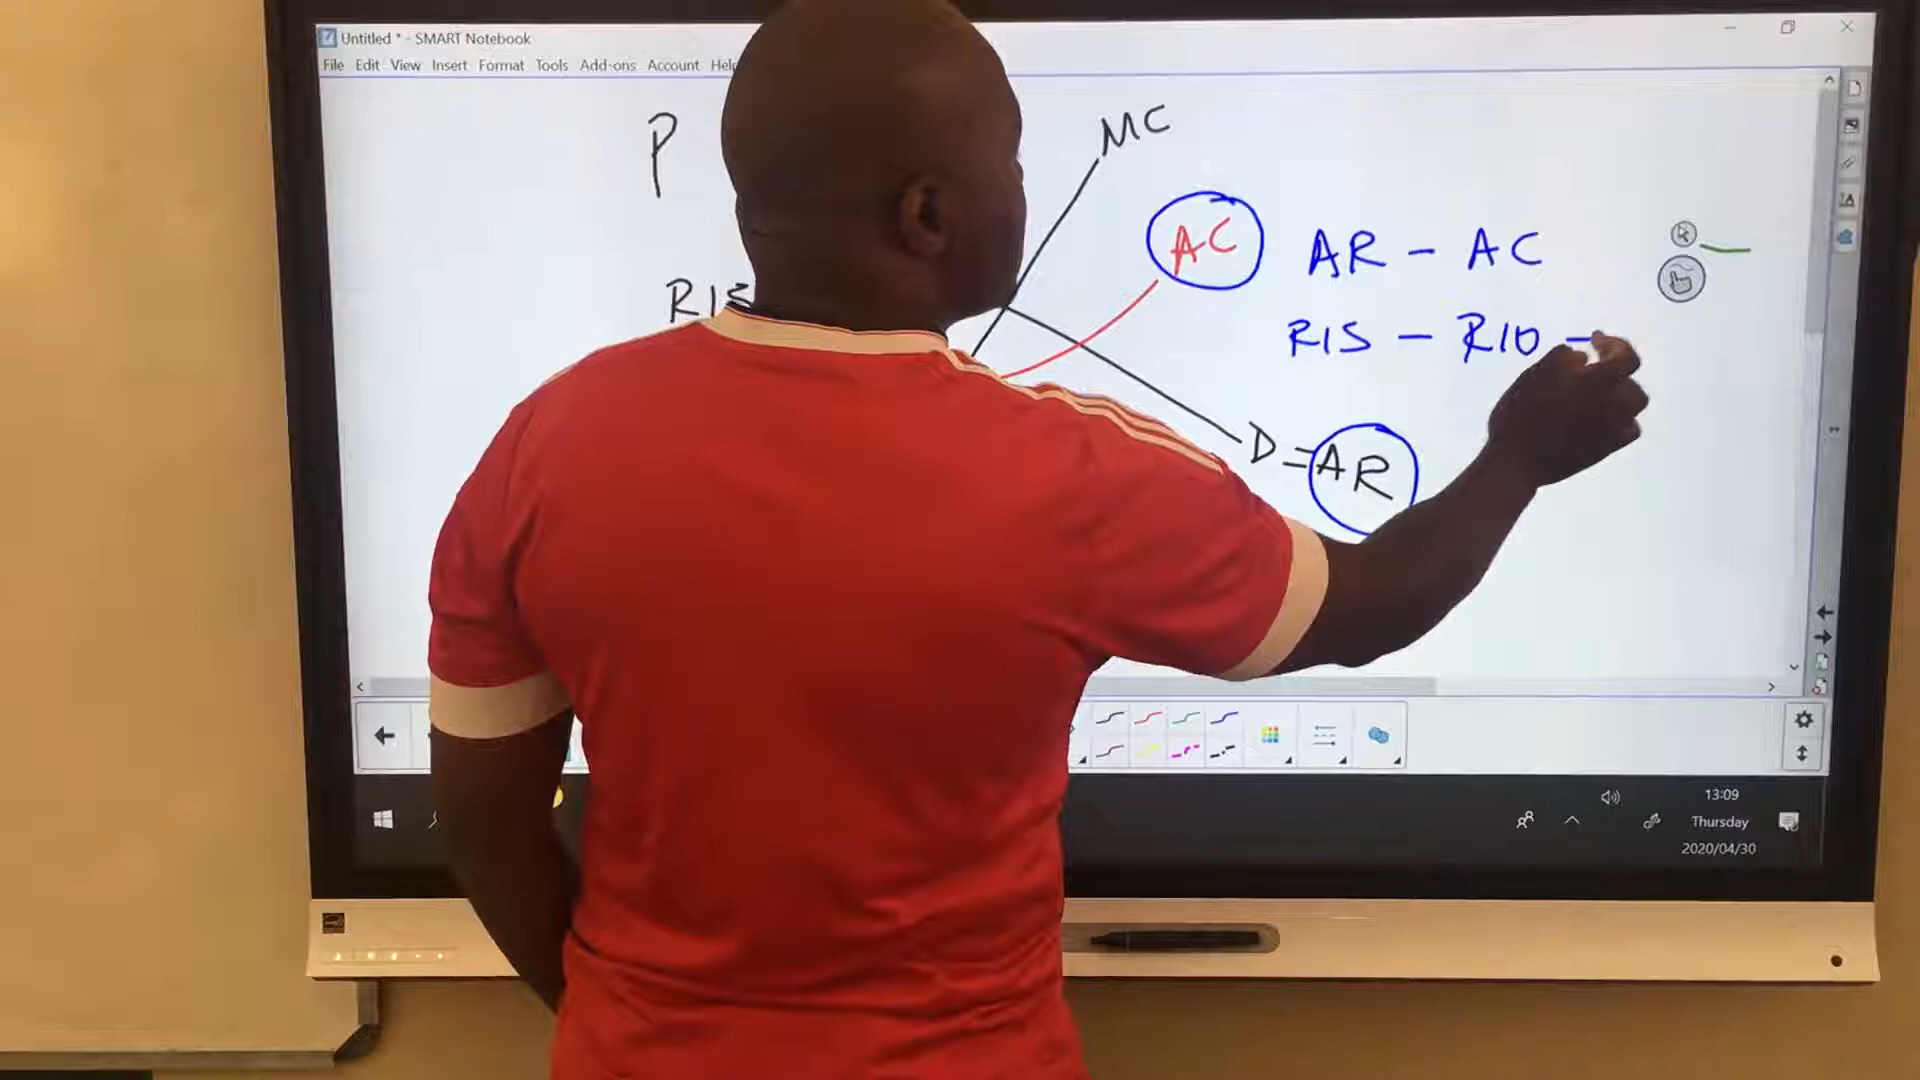 Untitled * - SMART Notebook
File Edit View Insert Format Tools Add-ons Account Help
P
MC
AC
AR - AC
R15
R15 - R10 -
D = AR
13:09
Thursday
2020/04/30